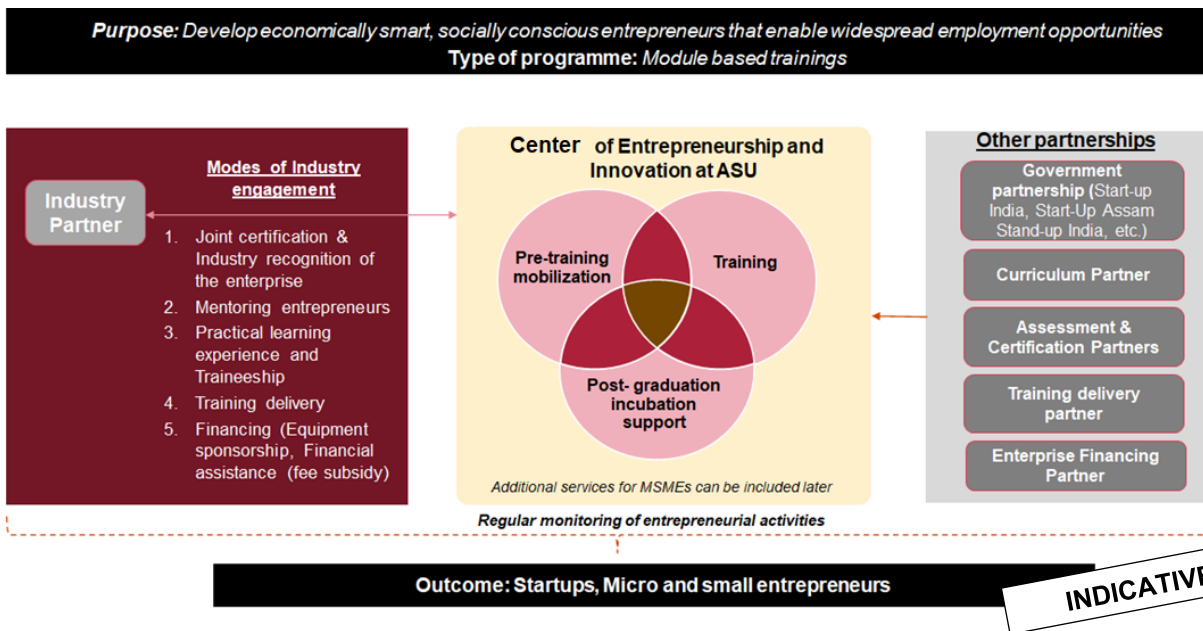 Purpose: Develop economically smart, socially conscious entrepreneurs that enable widespread employment opportunities
Type of programme: Module based trainings
Industry
Partner
Modes of Industry
engagement
1. Joint certification &
Industry recognition of
the enterprise
2. Mentoring entrepreneurs
3. Practical learning
experience and
Traineeship
4. Training delivery
5. Financing (Equipment
sponsorship, Financial
assistance (fee subsidy)
Center of Entrepreneurship and
Innovation at ASU
Pre-training
mobilization
Training
Post- graduation
incubation
support
Additional services for MSMEs can be included later
Other partnerships
Government
partnership (Start-up
India, Start-Up Assam
Stand-up India, etc.)
Curriculum Partner
Assessment &
Certification Partners
Training delivery
partner
Enterprise Financing
Partner
Regular monitoring of entrepreneurial activities
Outcome: Startups, Micro and small entrepreneurs
INDICATIVE